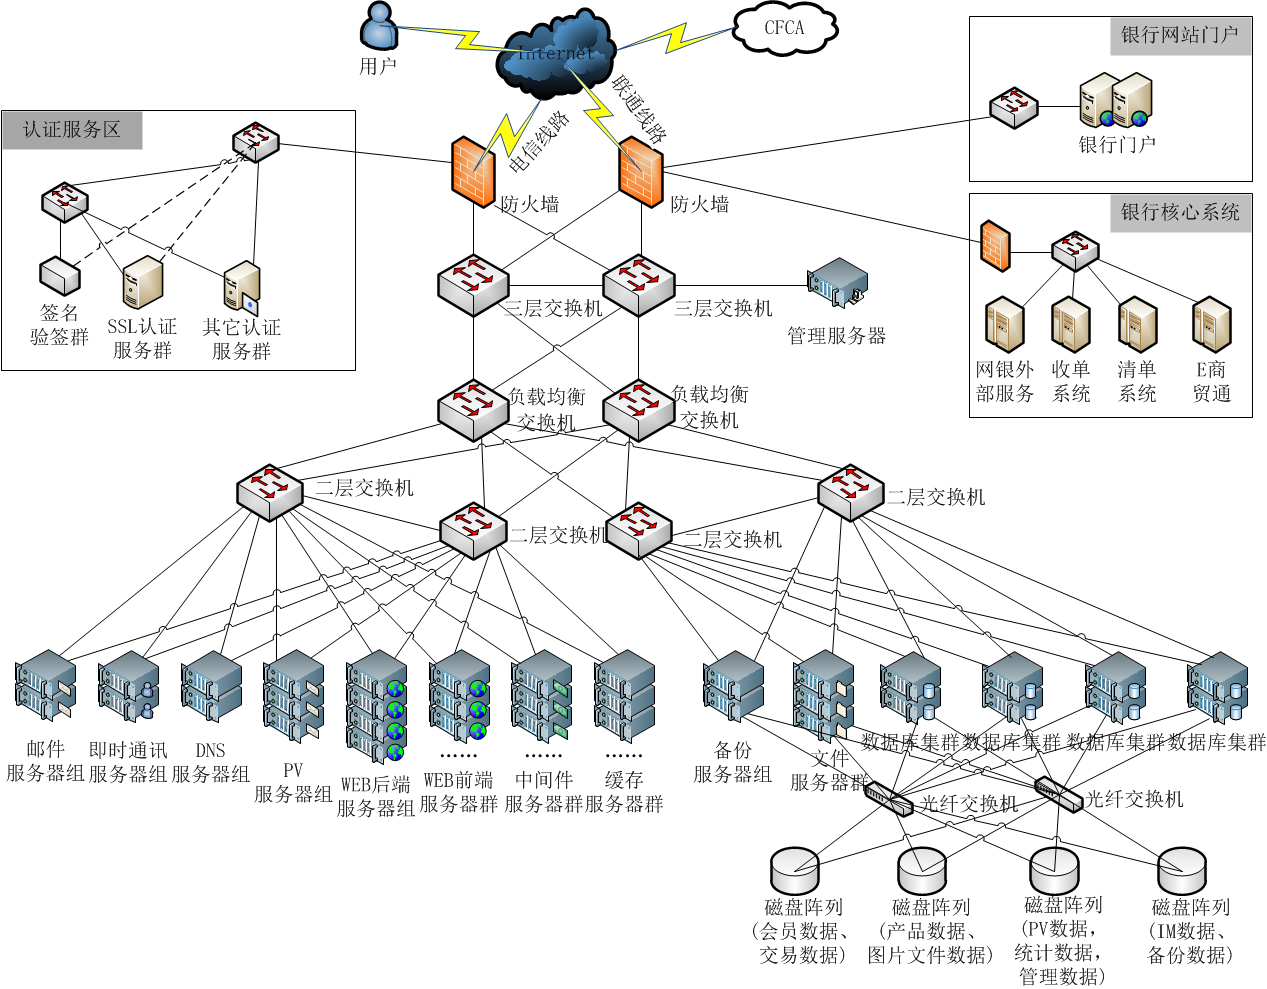 用户
Internet
CFCA
银行网站门户
银行门户
联通线路
电信线路
认证服务区
签名
验签群
SSL认证
服务群
其它认证
服务群
防火墙
防火墙
银行核心系统
网银外
部服务
收单
系统
清单
系统
E商
贸通
三层交换机
三层交换机
管理服务器
负载均衡
交换机
负载均衡
交换机
二层交换机
二层交换机
二层交换机
二层交换机
邮件
服务器组
即时通讯
服务器组
DNS
服务器组
PV
服务器组
WEB后端
服务器组
......
WEB前端
服务器群
......
中间件
服务器群
......
缓存
服务器群
备份
服务器组
文件
服务器群
数据库集群
数据库集群
数据库集群
数据库集群
光纤交换机
光纤交换机
磁盘阵列
(会员数据、
交易数据)
磁盘阵列
(产品数据、
图片文件数据)
磁盘阵列
(PV数据,
统计数据,
管理数据)
磁盘阵列
(IM数据、
备份数据)